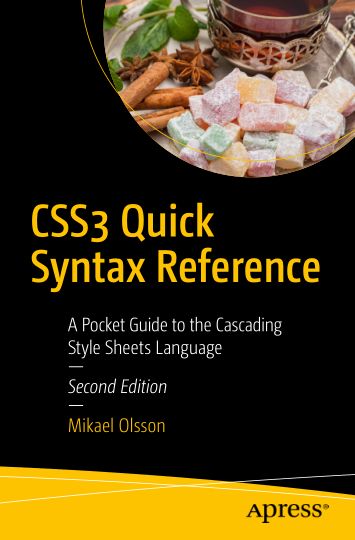 CSS3 Quick
Syntax Reference
A Pocket Guide to the Cascading
Style Sheets Language
—
Second Edition
—
Mikael Olsson
Apress®